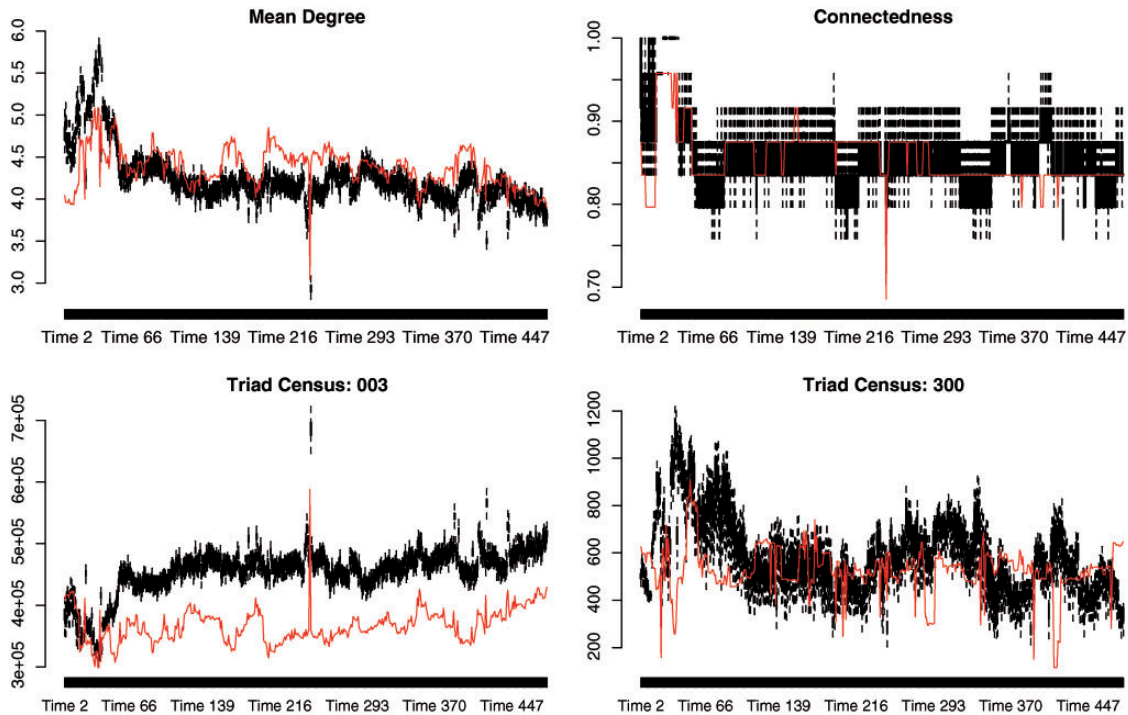 Mean Degree
6.0
5.5
5.0
4.5
4.0
3.5
3.0
Time 2 Time 66 Time 139 Time 216 Time 293 Time 370 Time 447
Connectedness
1.00
0.90
0.80
0.70
Time 2 Time 66 Time 139 Time 216 Time 293 Time 370 Time 447
Triad Census: 003
7e+05
6e+05
5e+05
4e+05
3e+05
Time 2 Time 66 Time 139 Time 216 Time 293 Time 370 Time 447
Triad Census: 300
1200
1000
800
600
400
200
Time 2 Time 66 Time 139 Time 216 Time 293 Time 370 Time 447